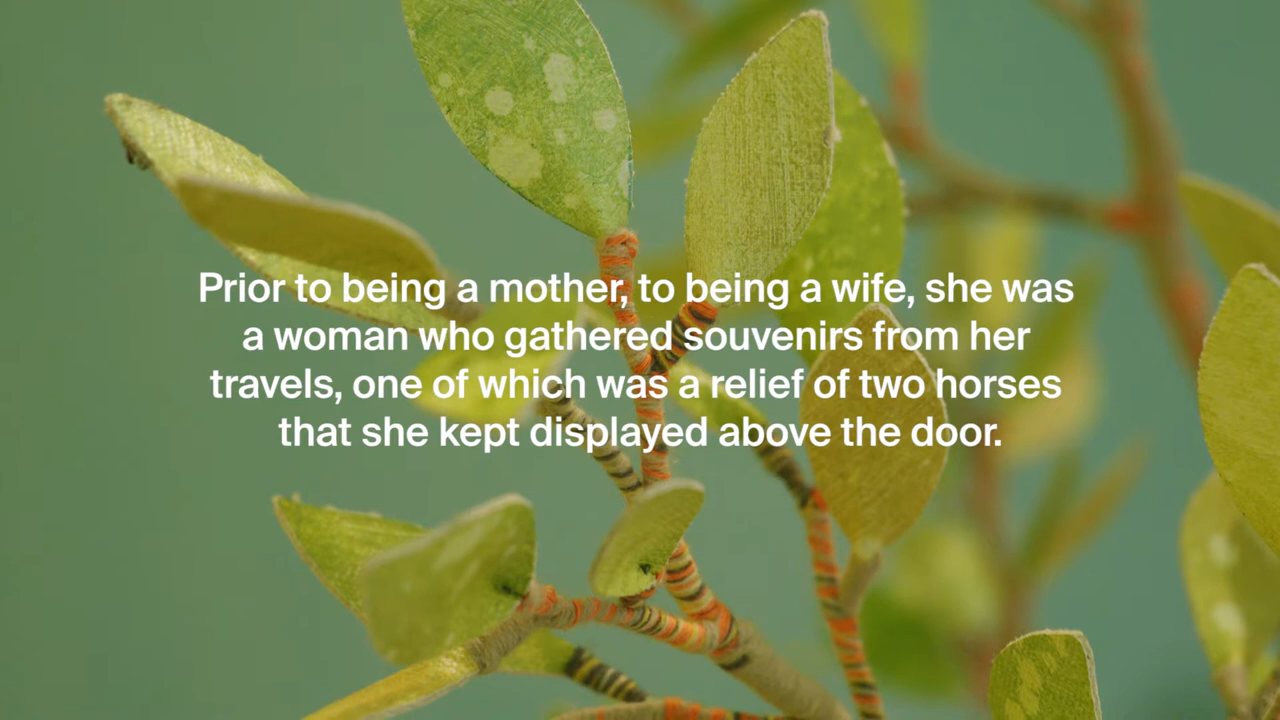 Prior to being a mother, to being a wife, she was
a woman who gathered souvenirs from her
travels, one of which was a relief of two horses
that she kept displayed above the door.